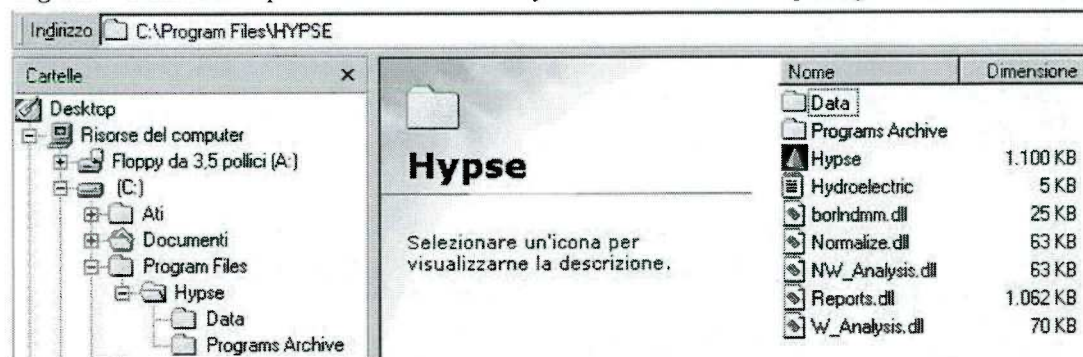 Indirizzo C:\Program Files\HYPSE
Cartelle x
Desktop
Risorse del computer
Floppy da 3,5 pollici (A:)
(C:)
Ati
Documenti
Program Files
Hypse
Data
Programs Archive
Hypse
Selezionare un'icona per
visualizzarne la descrizione.
Nome Dimensione
Data
Programs Archive
Hypse 1.100 KB
Hydroelectric 5 KB
borlndmm.dll 25 KB
Normalize.dll 63 KB
NW_Analysis.dll 63 KB
Reports.dll 1.062 KB
W_Analysis.dll 70 KB